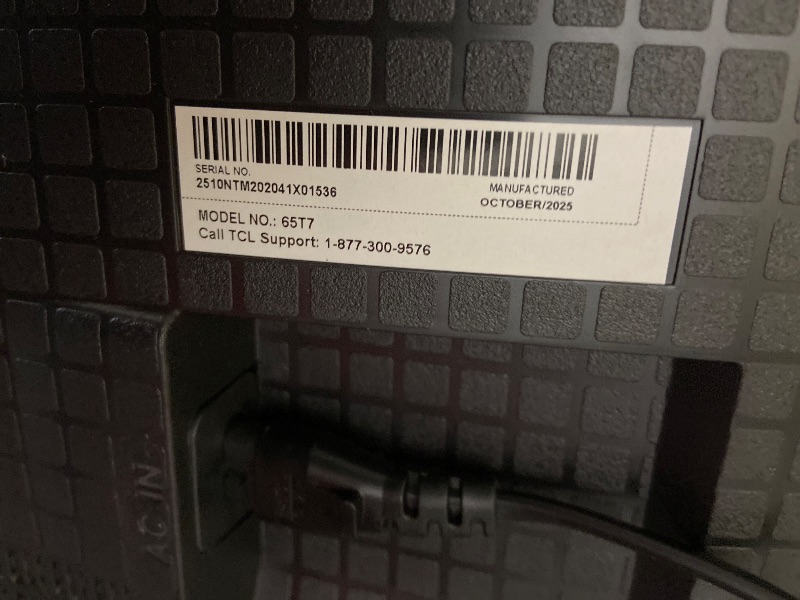 SERIAL NO.
2510NTM202041X01536
MANUFACTURED
OCTOBER/2025
MODEL NO.: 65T7
Call TCL Support: 1-877-300-9576
AC IN